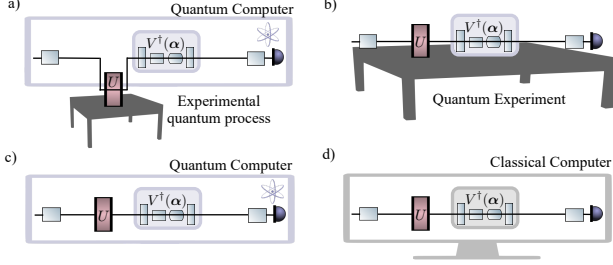 a)
Quantum Computer
V†(α)
U
Experimental
quantum process
b)
U
V†(α)
Quantum Experiment
c)
Quantum Computer
U
V†(α)
d)
Classical Computer
U
V†(α)